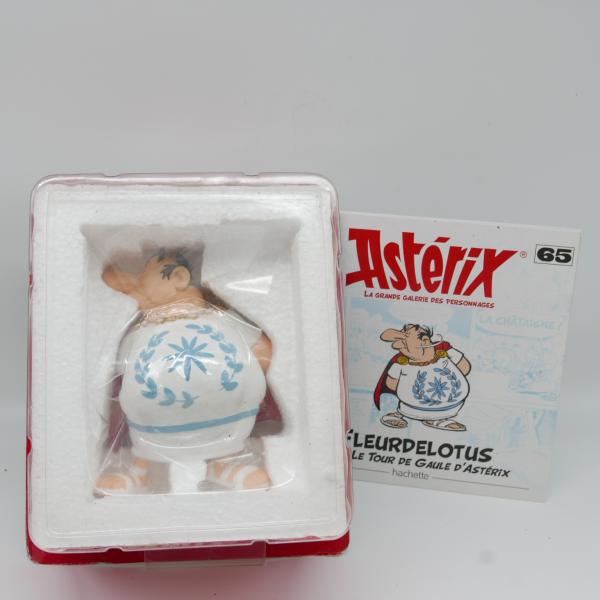 Astérix ® 65
LA GRANDE GALERIE DES PERSONNAGES
LA CHÂTAIGNE!
FLEURDELOTUS
LE TOUR DE GAULE D'ASTÉRIX
hachette